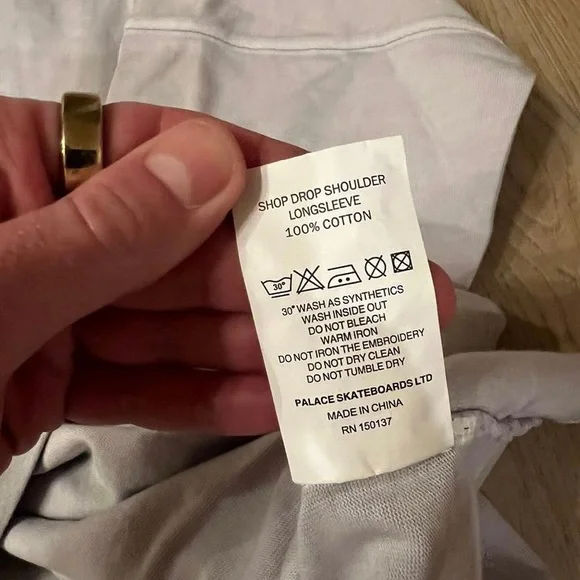 SHOP DROP SHOULDER
LONGSLEEVE
100% COTTON
30°
30° WASH AS SYNTHETICS
WASH INSIDE OUT
DO NOT BLEACH
WARM IRON
DO NOT IRON THE EMBROIDERY
DO NOT DRY CLEAN
DO NOT TUMBLE DRY
PALACE SKATEBOARDS LTD
MADE IN CHINA
RN 150137